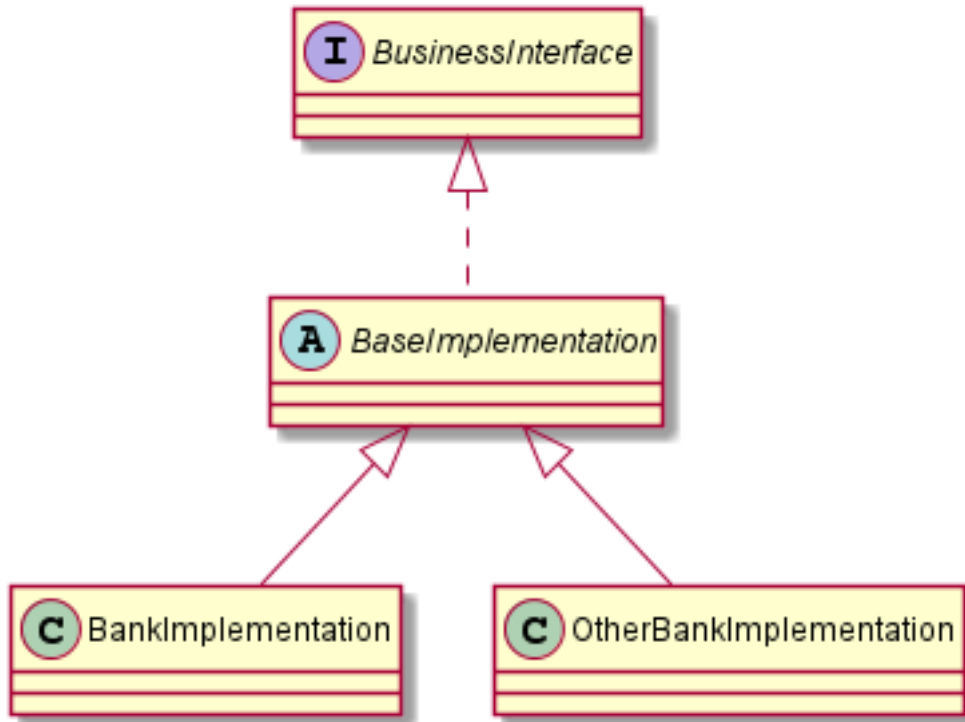 I BusinessInterface
A BaseImplementation
C BankImplementation
C OtherBankImplementation